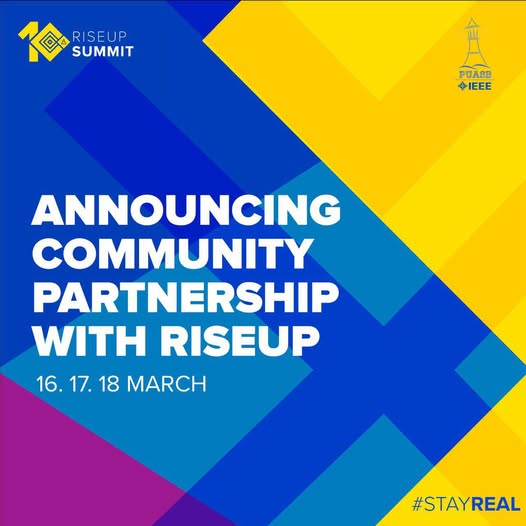 10 RISEUP
SUMMIT
PUASB
IEEE
ANNOUNCING
COMMUNITY
PARTNERSHIP
WITH RISEUP
16. 17. 18 MARCH
#STAYREAL